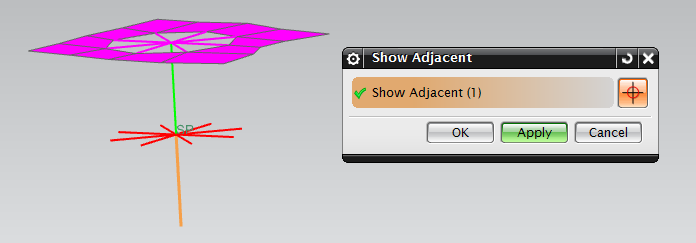 Show Adjacent
Show Adjacent (1)
SP
OK Apply Cancel